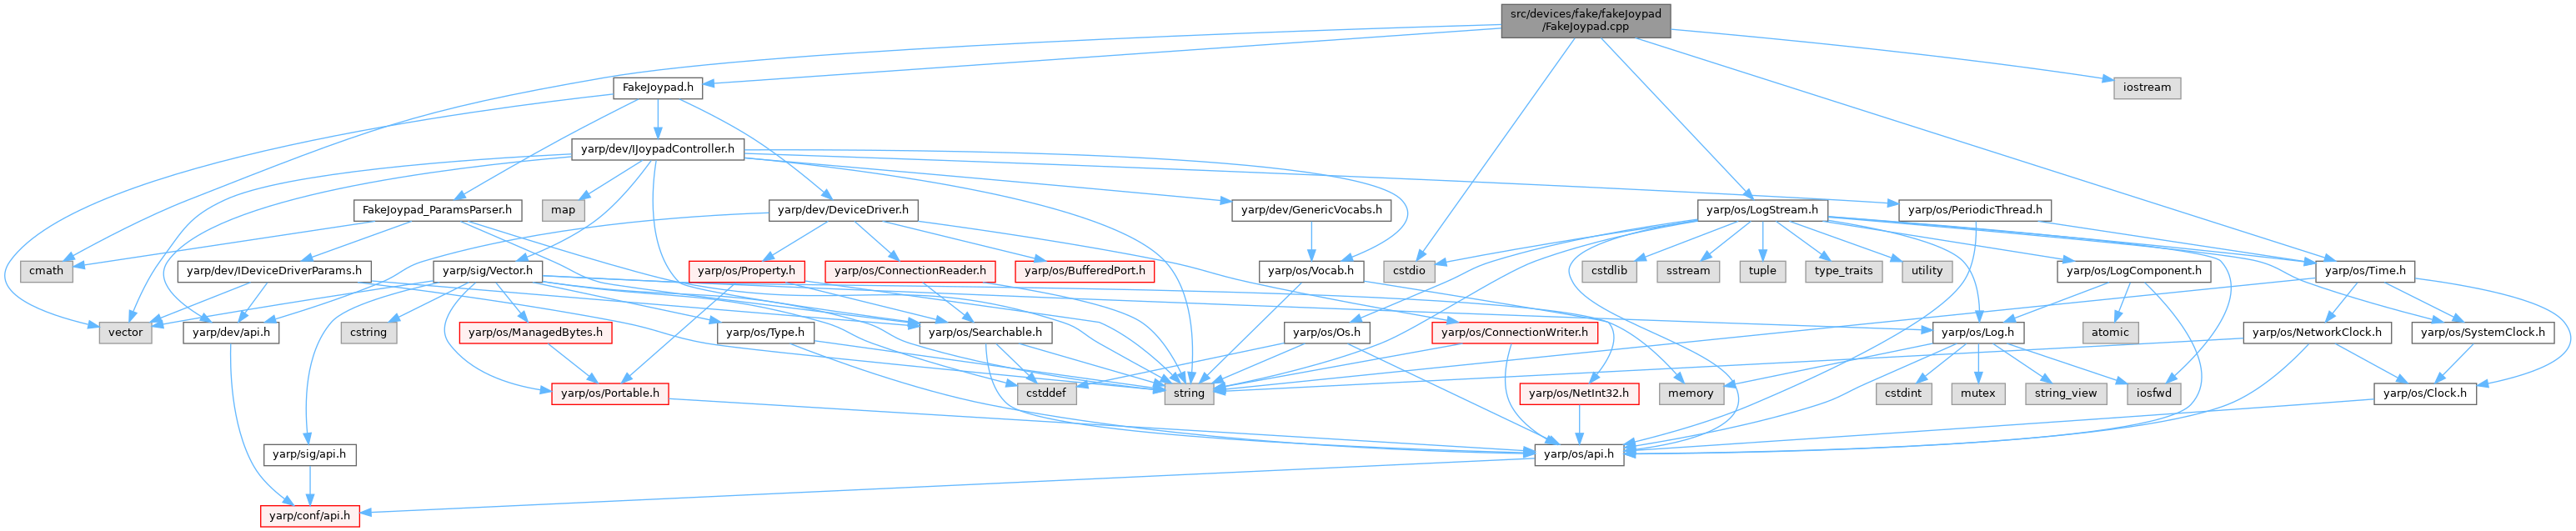 src/devices/fake/fakeJoypad
/FakeJoypad.cpp
FakeJoypad.h
iostream
yarp/dev/IJoypadController.h
FakeJoypad_ParamsParser.h
map
yarp/dev/DeviceDriver.h
yarp/dev/GenericVocabs.h
yarp/os/LogStream.h
yarp/os/PeriodicThread.h
cmath
yarp/dev/IDeviceDriverParams.h
yarp/sig/Vector.h
yarp/os/Property.h
yarp/os/ConnectionReader.h
yarp/os/BufferedPort.h
yarp/os/Vocab.h
cstdio
cstdlib
sstream
tuple
type_traits
utility
yarp/os/LogComponent.h
yarp/os/Time.h
vector
yarp/dev/api.h
cstring
yarp/os/ManagedBytes.h
yarp/os/Type.h
yarp/os/Searchable.h
yarp/os/Os.h
yarp/os/ConnectionWriter.h
yarp/os/Log.h
atomic
yarp/os/NetworkClock.h
yarp/os/SystemClock.h
yarp/os/Portable.h
cstddef
string
yarp/os/NetInt32.h
memory
cstdint
mutex
string_view
iosfwd
yarp/os/Clock.h
yarp/sig/api.h
yarp/os/api.h
yarp/conf/api.h